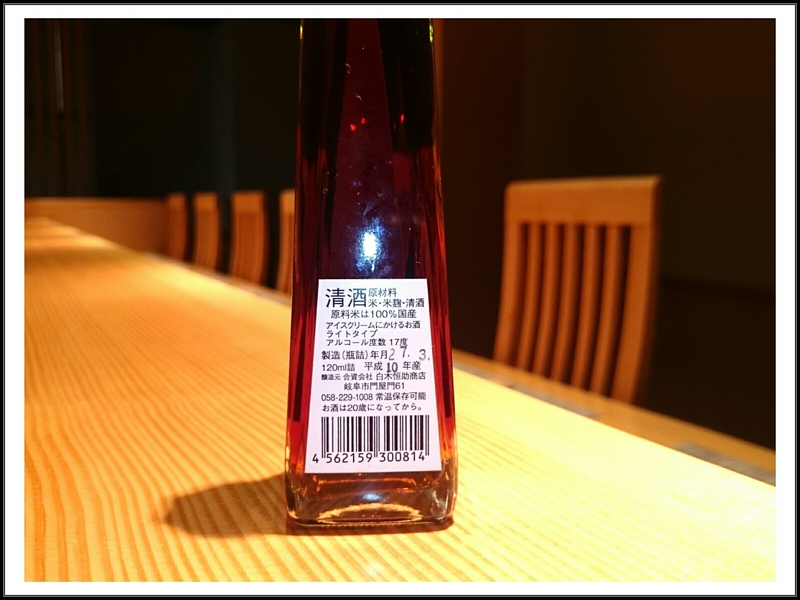 清酒 原材料
米・米麹・清酒
原料米は100%国産
アイスクリームにかけるお酒
ライトタイプ
アルコール度数 17度
製造(瓶詰)年月27.3.
120ml詰 平成10年産
醸造元 合資会社 白木恒助商店
岐阜市門屋門61
058-229-1008 常温保存可能
お酒は20歳になってから。
4 562159 300814